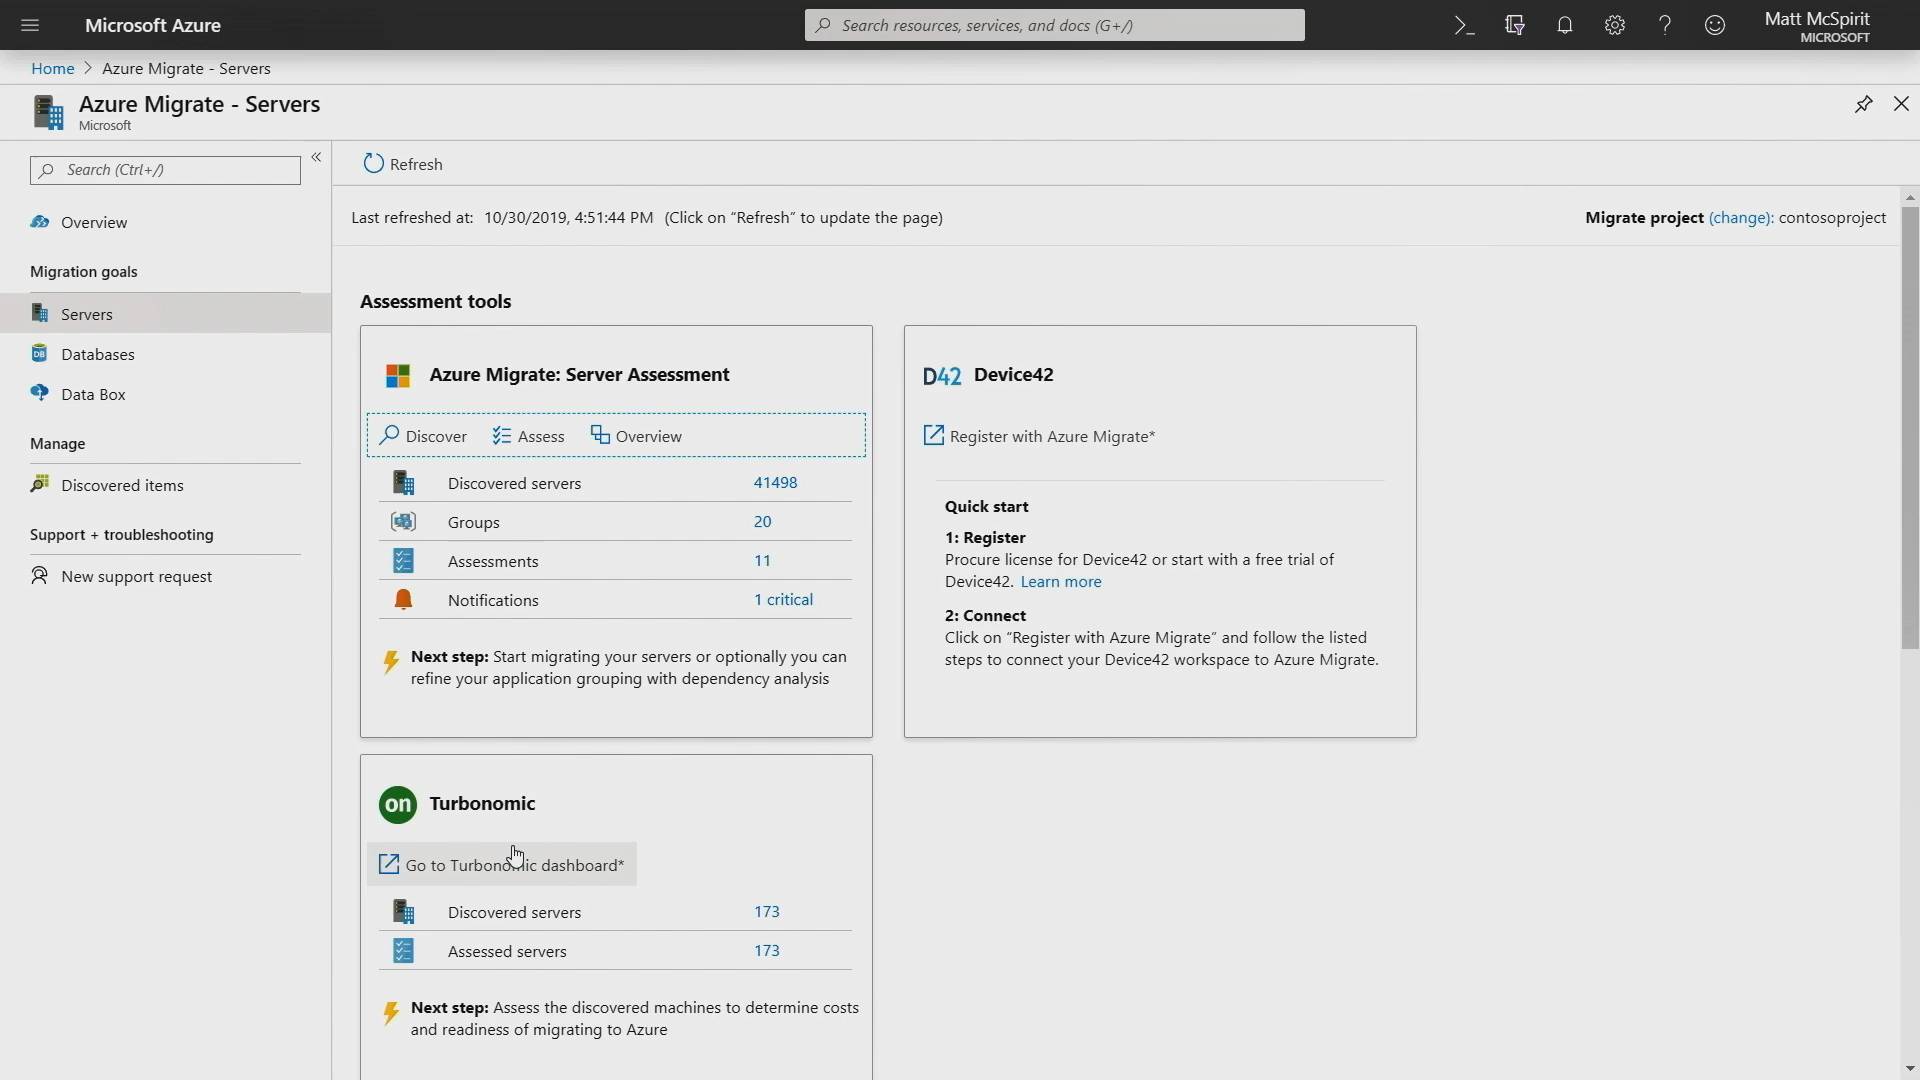 Microsoft Azure
Search resources, services, and docs (G+/)
Matt McSpirit
MICROSOFT
Home > Azure Migrate - Servers
Azure Migrate - Servers
Microsoft
Search (Ctrl+/)
«
Overview
Migration goals
Servers
Databases
Data Box
Manage
Discovered items
Support + troubleshooting
New support request
Refresh
Last refreshed at: 10/30/2019, 4:51:44 PM (Click on “Refresh” to update the page)
Migrate project (change): contosoproject
Assessment tools
Azure Migrate: Server Assessment
Discover Assess Overview
Discovered servers 41498
Groups 20
Assessments 11
Notifications 1 critical
Next step: Start migrating your servers or optionally you can
refine your application grouping with dependency analysis
D42 Device42
Register with Azure Migrate*
Quick start
1: Register
Procure license for Device42 or start with a free trial of
Device42. Learn more
2: Connect
Click on “Register with Azure Migrate” and follow the listed
steps to connect your Device42 workspace to Azure Migrate.
on Turbonomic
Go to Turbonomic dashboard*
Discovered servers 173
Assessed servers 173
Next step: Assess the discovered machines to determine costs
and readiness of migrating to Azure